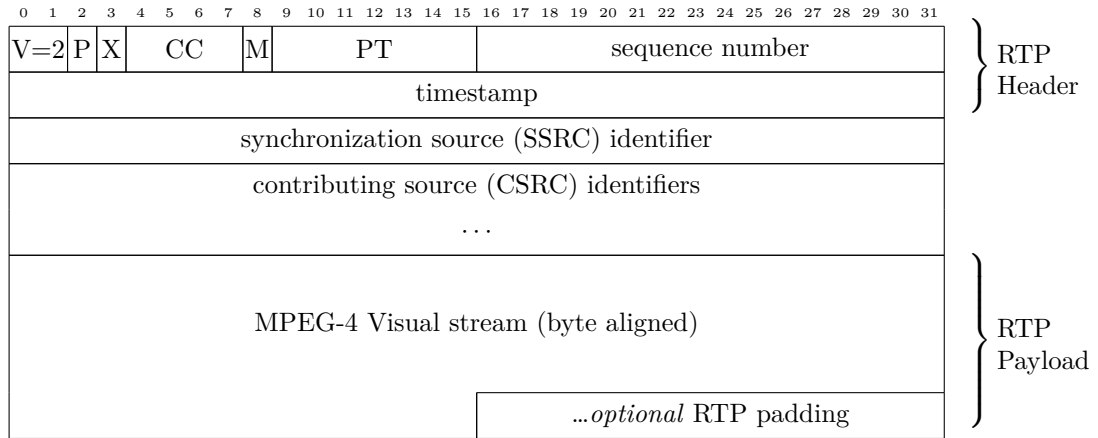 0 1 2 3 4 5 6 7 8 9 10 11 12 13 14 15 16 17 18 19 20 21 22 23 24 25 26 27 28 29 30 31
V=2 P X CC M PT sequence number
RTP
Header
timestamp
synchronization source (SSRC) identifier
contributing source (CSRC) identifiers
. . .
MPEG-4 Visual stream (byte aligned)
RTP
Payload
...optional RTP padding